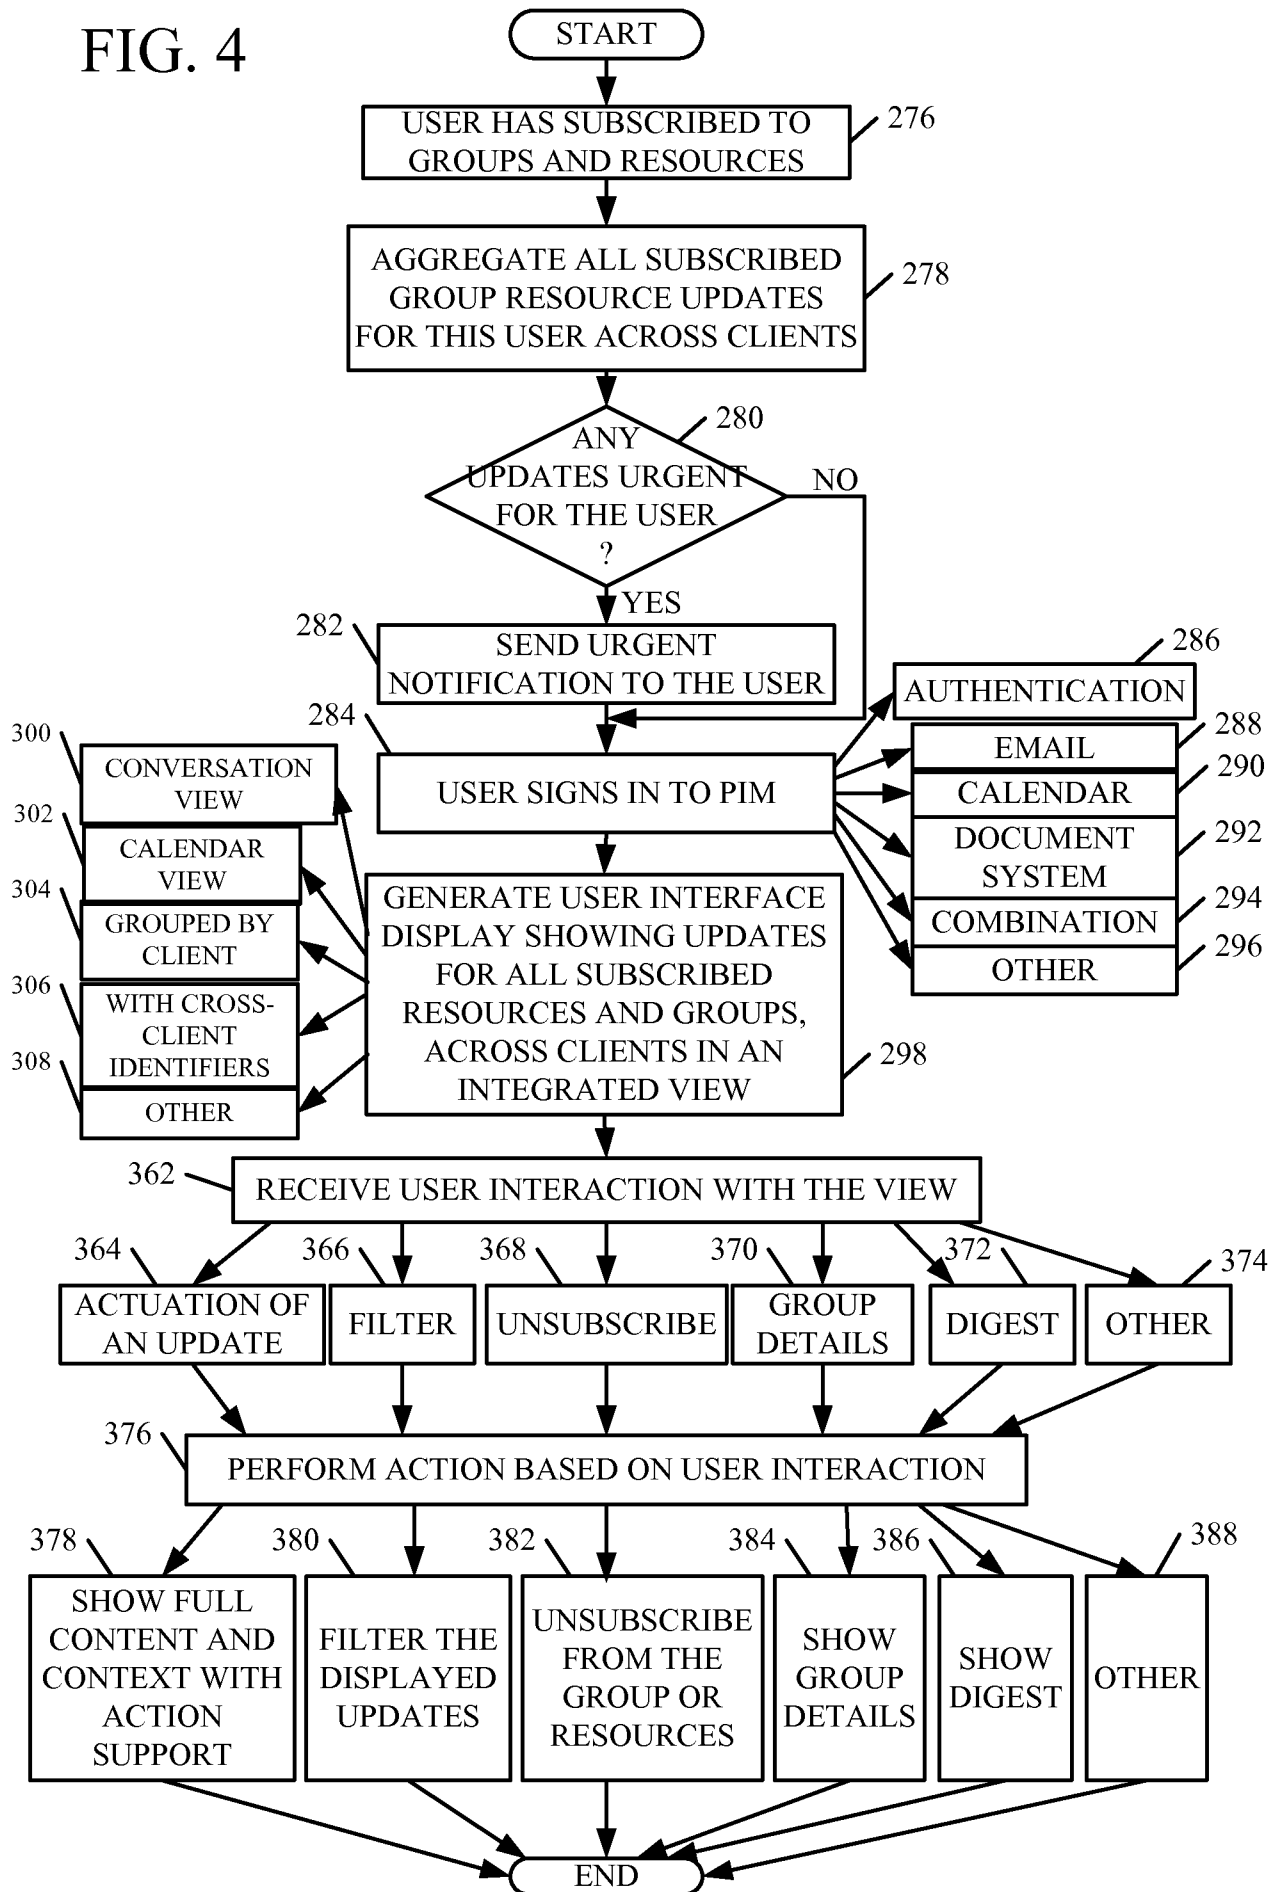 FIG. 4
START
USER HAS SUBSCRIBED TO
GROUPS AND RESOURCES
276
AGGREGATE ALL SUBSCRIBED
GROUP RESOURCE UPDATES
FOR THIS USER ACROSS CLIENTS
278
280
ANY
UPDATES URGENT
FOR THE USER
?
NO
YES
282
SEND URGENT
NOTIFICATION TO THE USER
284
USER SIGNS IN TO PIM
286
AUTHENTICATION
288
EMAIL
290
CALENDAR
292
DOCUMENT
SYSTEM
294
COMBINATION
296
OTHER
300
CONVERSATION
VIEW
302
CALENDAR
VIEW
304
GROUPED BY
CLIENT
306
WITH CROSS-
CLIENT
IDENTIFIERS
308
OTHER
GENERATE USER INTERFACE
DISPLAY SHOWING UPDATES
FOR ALL SUBSCRIBED
RESOURCES AND GROUPS,
ACROSS CLIENTS IN AN
INTEGRATED VIEW
298
362
RECEIVE USER INTERACTION WITH THE VIEW
364
ACTUATION OF
AN UPDATE
366
FILTER
368
UNSUBSCRIBE
370
GROUP
DETAILS
372
DIGEST
374
OTHER
376
PERFORM ACTION BASED ON USER INTERACTION
378
SHOW FULL
CONTENT AND
CONTEXT WITH
ACTION
SUPPORT
380
FILTER THE
DISPLAYED
UPDATES
382
UNSUBSCRIBE
FROM THE
GROUP OR
RESOURCES
384
SHOW
GROUP
DETAILS
386
SHOW
DIGEST
388
OTHER
END